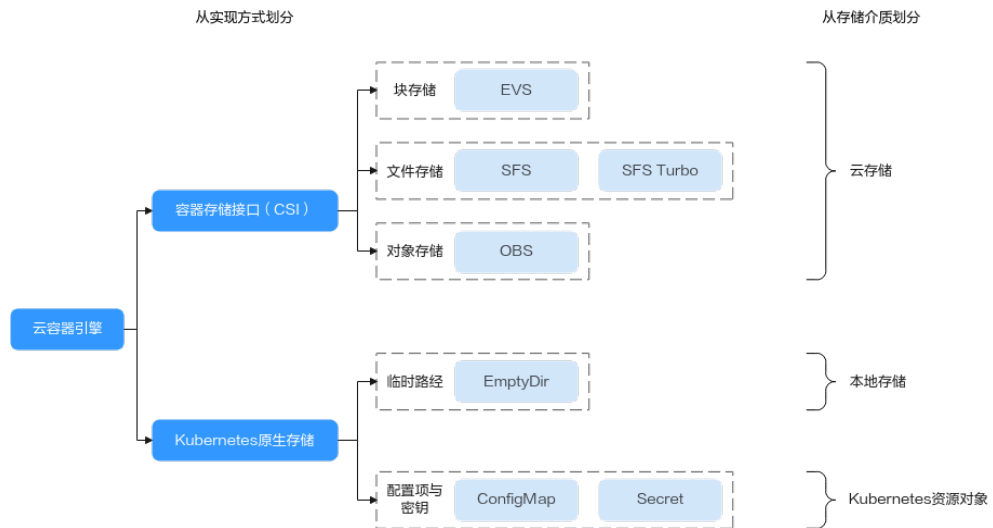 从实现方式划分
从存储介质划分
块存储
EVS
文件存储
SFS
SFS Turbo
云存储
容器存储接口（CSI）
对象存储
OBS
云容器引擎
临时路经
EmptyDir
本地存储
Kubernetes原生存储
配置项与
密钥
ConfigMap
Secret
Kubernetes资源对象